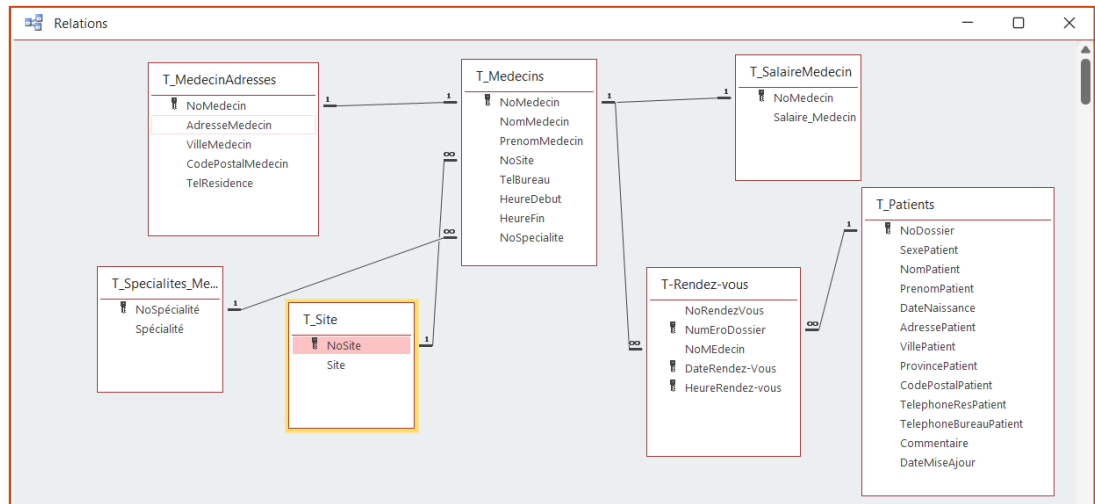 Relations
T_MedecinAdresses
NoMedecin
AdresseMedecin
VilleMedecin
CodePostalMedecin
TelResidence
1
1
T_Medecins
NoMedecin
NomMedecin
PrenomMedecin
NoSite
TelBureau
HeureDebut
HeureFin
NoSpecialite
∞
∞
1
1
T_SalaireMedecin
NoMedecin
Salaire_Medecin
T_Specialites_Me...
NoSpécialité
Spécialité
1
T_Site
NoSite
Site
1
T-Rendez-vous
NoRendezVous
NumEroDossier
NoMEdecin
DateRendez-Vous
HeureRendez-vous
∞
∞
1
T_Patients
NoDossier
SexePatient
NomPatient
PrenomPatient
DateNaissance
AdressePatient
VillePatient
ProvincePatient
CodePostalPatient
TelephoneResPatient
TelephoneBureauPatient
Commentaire
DateMiseAjour